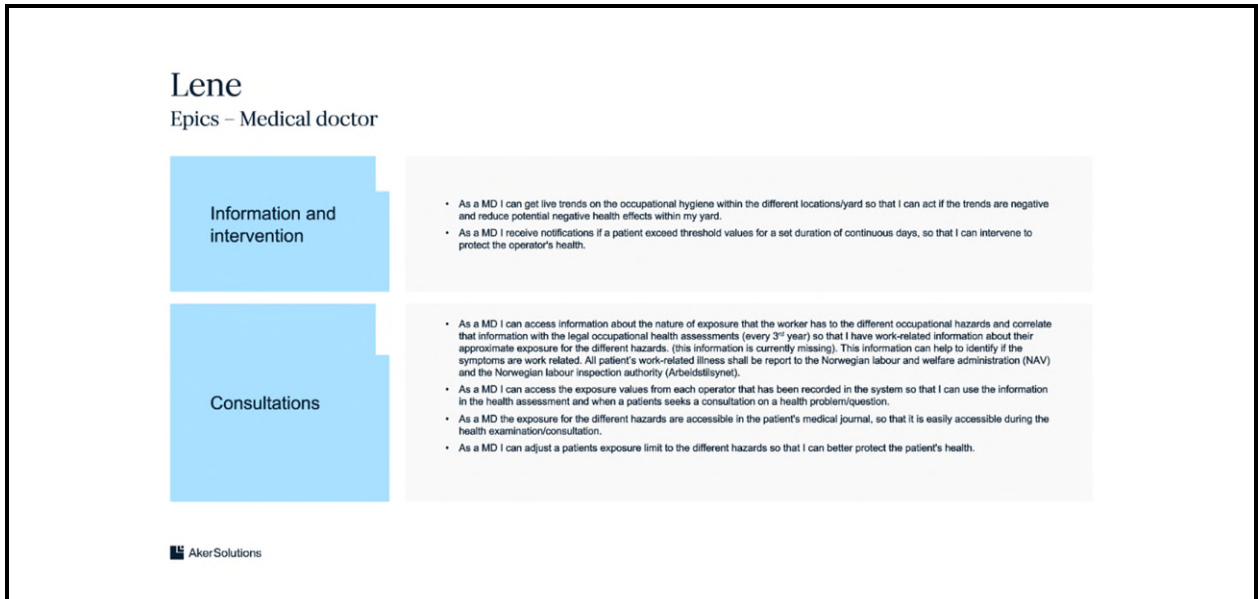 Lene
Epics – Medical doctor
Information and
intervention
• As a MD I can get live trends on the occupational hygiene within the different locations/yard so that I can act if the trends are negative
and reduce potential negative health effects within my yard.
• As a MD I receive notifications if a patient exceed threshold values for a set duration of continuous days, so that I can intervene to
protect the operator's health.
Consultations
• As a MD I can access information about the nature of exposure that the worker has to the different occupational hazards and correlate
that information with the legal occupational health assessments (every 3rd year) so that I have work-related information about their
approximate exposure for the different hazards. (this information is currently missing). This information can help to identify if the
symptoms are work related. All patient's work-related illness shall be report to the Norwegian labour and welfare administration (NAV)
and the Norwegian labour inspection authority (Arbeidstilsynet).
• As a MD I can access the exposure values from each operator that has been recorded in the system so that I can use the information
in the health assessment and when a patients seeks a consultation on a health problem/question.
• As a MD the exposure for the different hazards are accessible in the patient's medical journal, so that it is easily accessible during the
health examination/consultation.
• As a MD I can adjust a patients exposure limit to the different hazards so that I can better protect the patient's health.
AkerSolutions